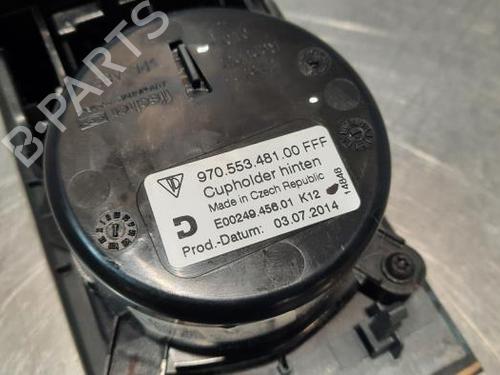 B-PARTS
970.553.481.00 FFF
Cupholder hinten
Made in Czech Republic
E00249.456.01 K12
14848
Prod.-Datum: 03.07.2014